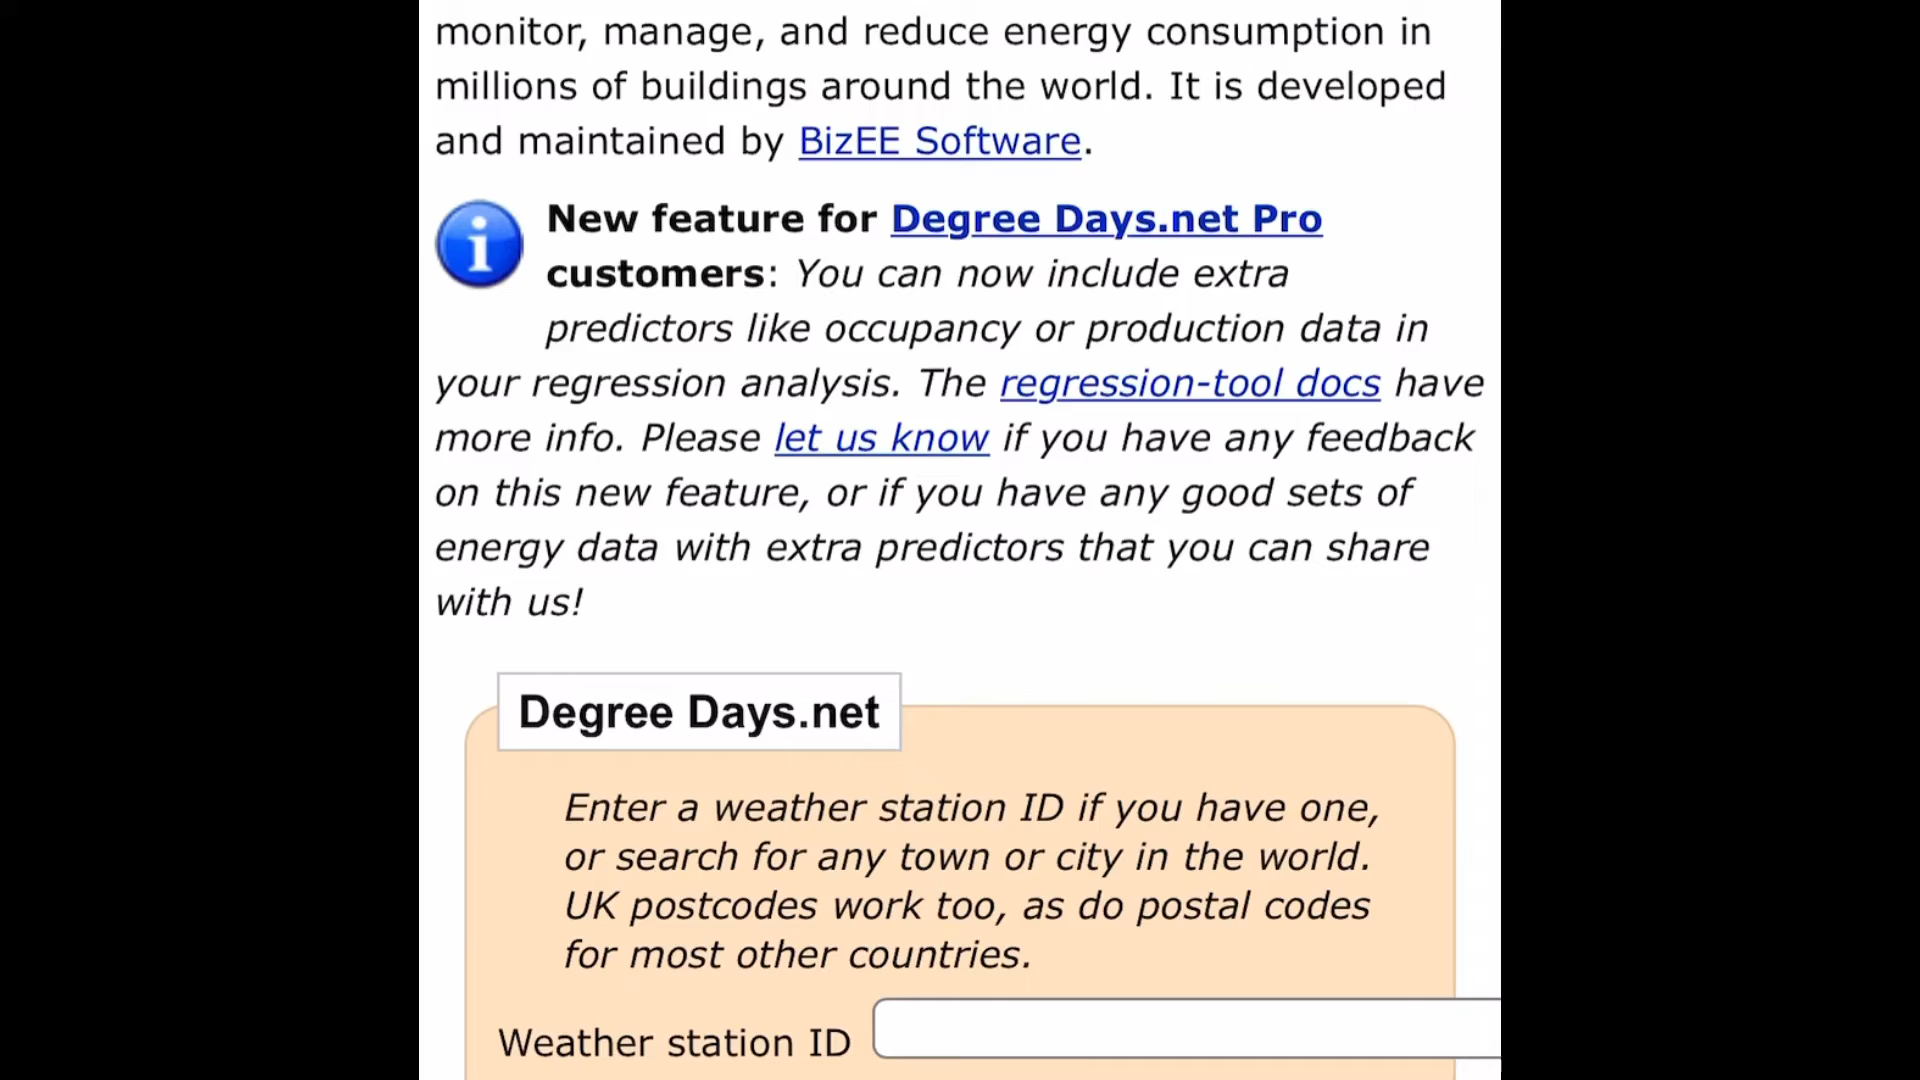 monitor, manage, and reduce energy consumption in
millions of buildings around the world. It is developed
and maintained by BizEE Software.
New feature for Degree Days.net Pro
customers: You can now include extra
predictors like occupancy or production data in
your regression analysis. The regression-tool docs have
more info. Please let us know if you have any feedback
on this new feature, or if you have any good sets of
energy data with extra predictors that you can share
with us!
Degree Days.net
Enter a weather station ID if you have one,
or search for any town or city in the world.
UK postcodes work too, as do postal codes
for most other countries.
Weather station ID